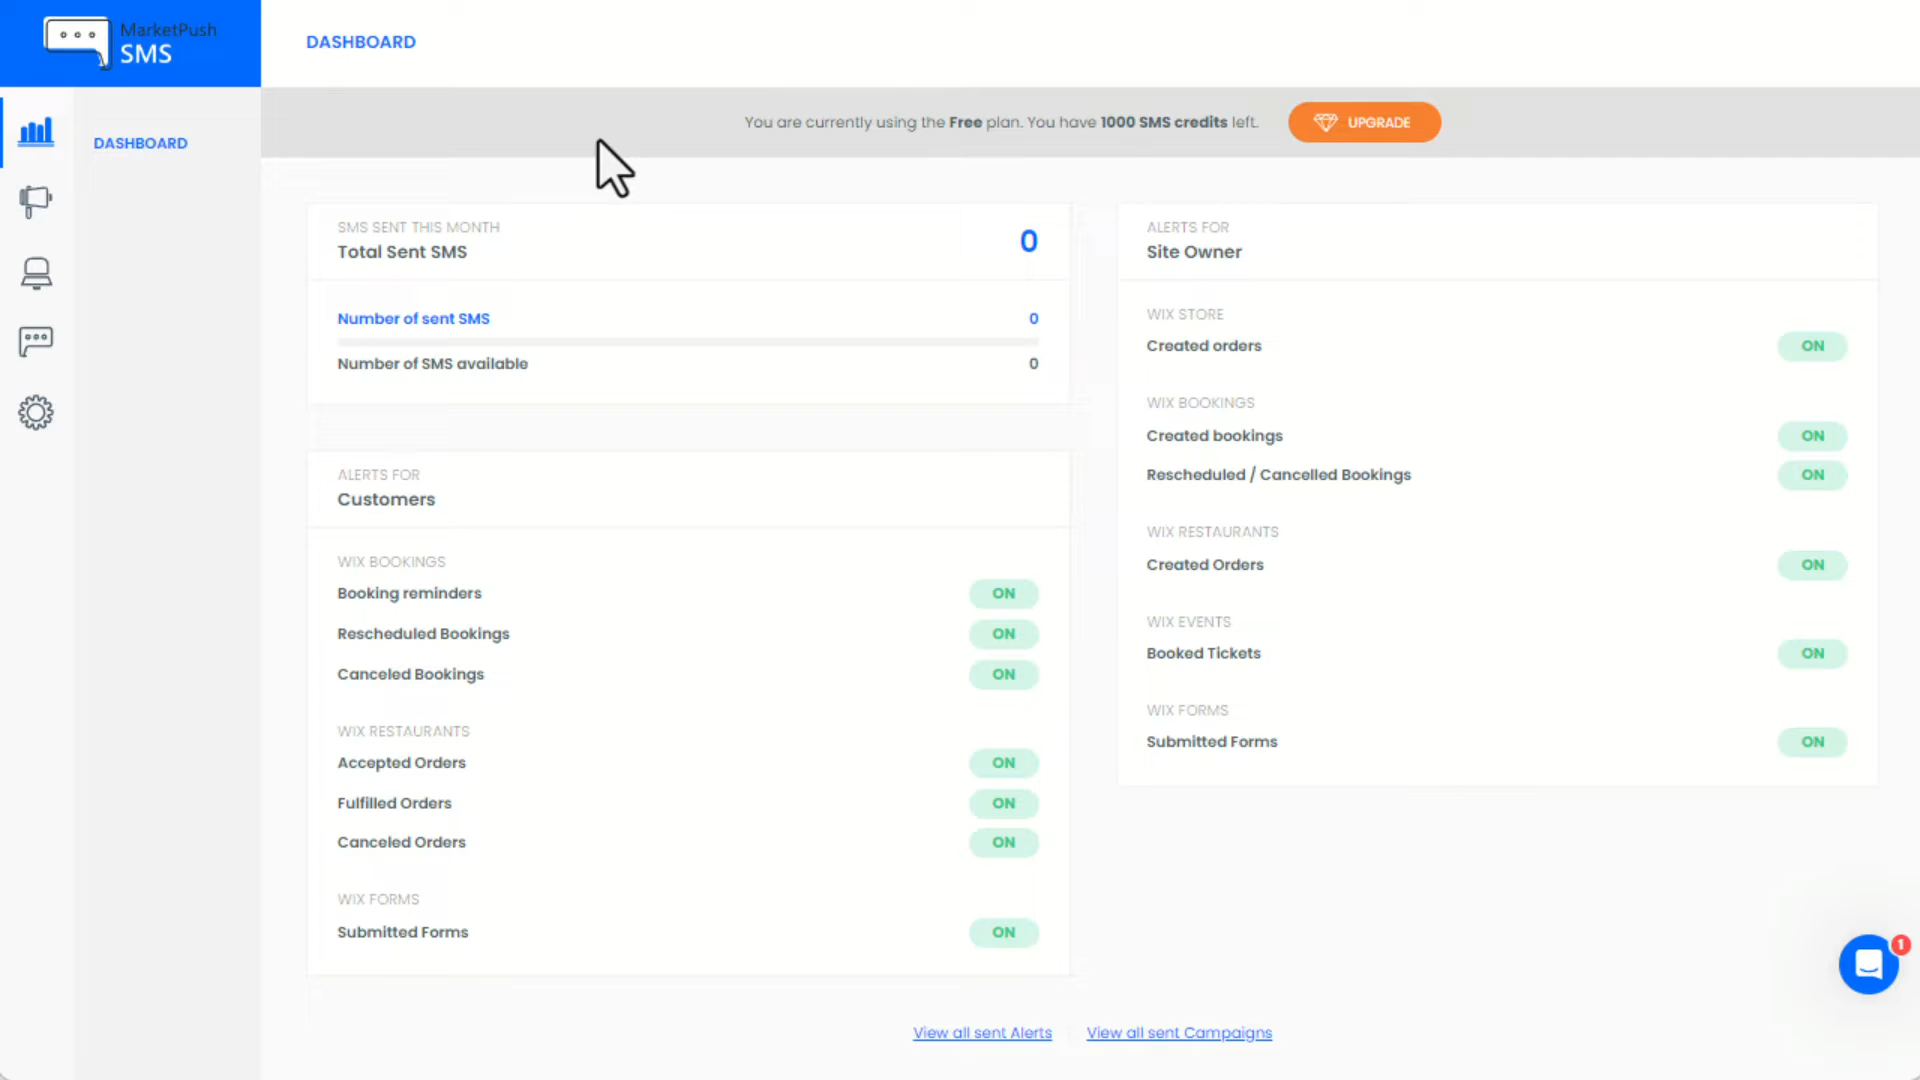 MarketPush
SMS
DASHBOARD
DASHBOARD
You are currently using the Free plan. You have 1000 SMS credits left.
UPGRADE
SMS SENT THIS MONTH
Total Sent SMS
0
Number of sent SMS
0
Number of SMS available
0
ALERTS FOR
Customers
WIX BOOKINGS
Booking reminders
ON
Rescheduled Bookings
ON
Canceled Bookings
ON
WIX RESTAURANTS
Accepted Orders
ON
Fulfilled Orders
ON
Canceled Orders
ON
WIX FORMS
Submitted Forms
ON
ALERTS FOR
Site Owner
WIX STORE
Created orders
ON
WIX BOOKINGS
Created bookings
ON
Rescheduled / Cancelled Bookings
ON
WIX RESTAURANTS
Created Orders
ON
WIX EVENTS
Booked Tickets
ON
WIX FORMS
Submitted Forms
ON
1
View all sent Alerts
View all sent Campaigns